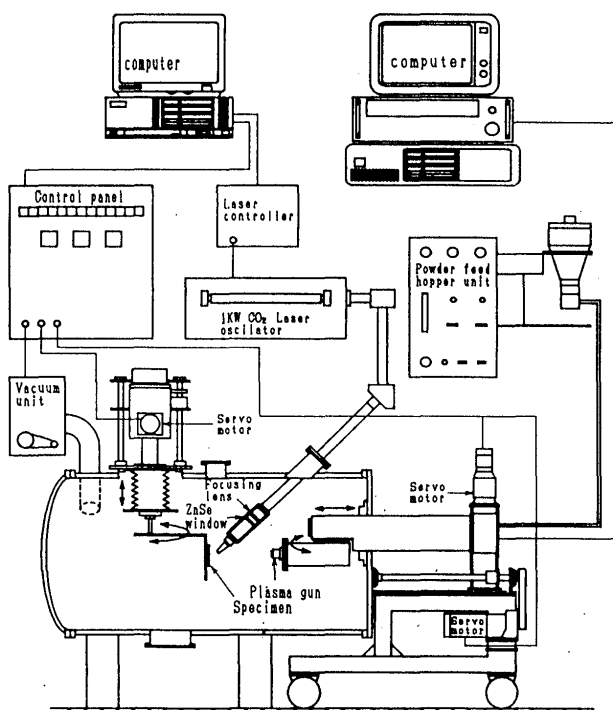 computer
computer
Control panel
Laser
controller
Powder feed
hopper unit
1KW CO₂ Laser
oscilator
Vacuum
unit
Servo
motor
Focusing
lens
ZnSe
window
Servo
motor
Plasma gun
Specimen
Servo
motor